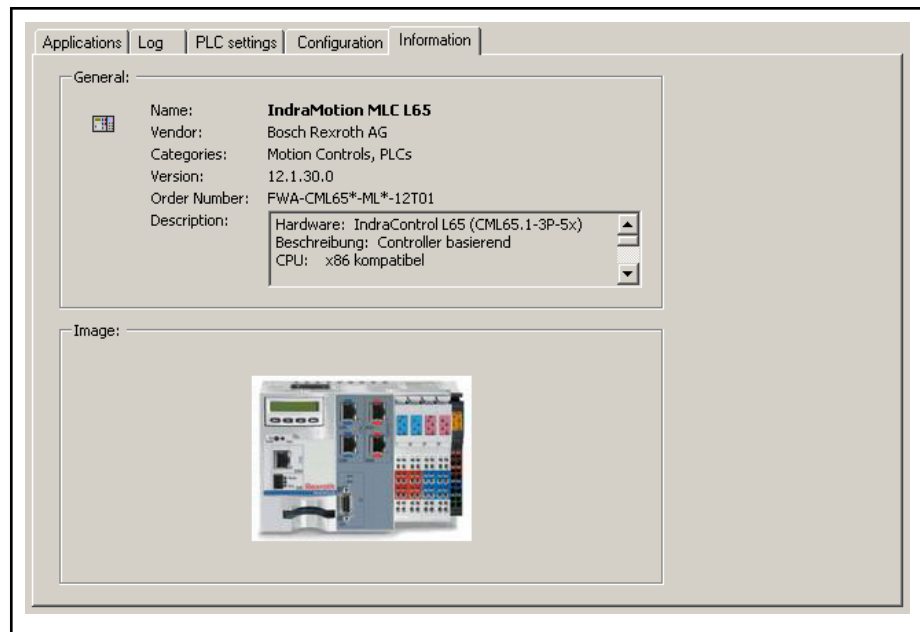 Applications Log PLC settings Configuration Information
General:
Name: IndraMotion MLC L65
Vendor: Bosch Rexroth AG
Categories: Motion Controls, PLCs
Version: 12.1.30.0
Order Number: FWA-CML65*-ML*-12T01
Description: Hardware: IndraControl L65 (CML65.1-3P-5x)
Beschreibung: Controller basierend
CPU: x86 kompatibel
Image:
Rexroth